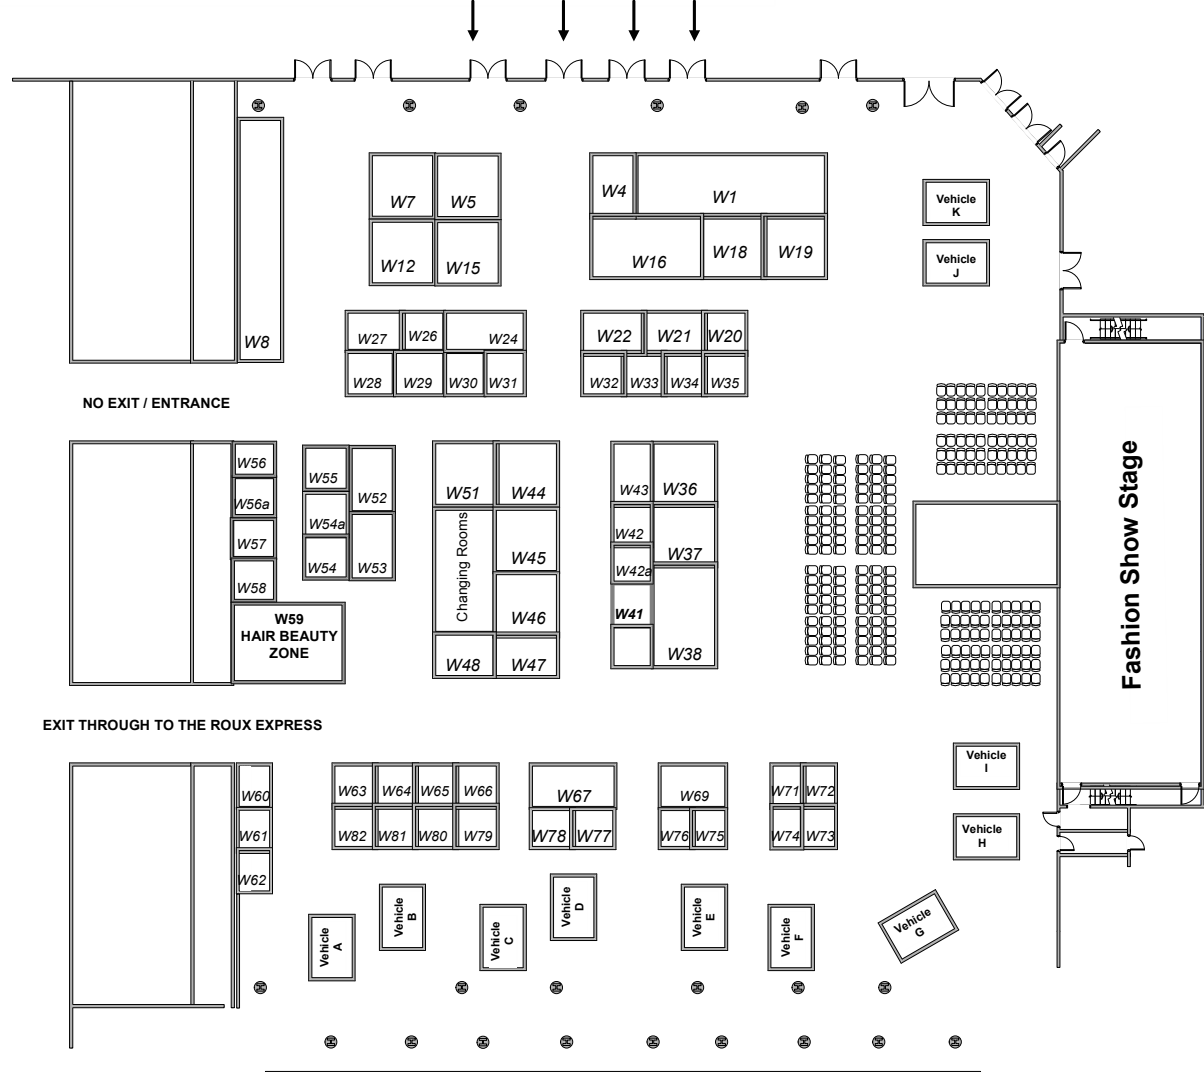 W4
W1
W7
W5
Vehicle
K
W12
W15
W16
W18
W19
Vehicle
J
W8
W27
W26
W24
W22
W21
W20
W28
W29
W30
W31
W32
W33
W34
W35
NO EXIT / ENTRANCE
W56
W55
W52
W51
W44
W43
W36
W56a
W54a
W42
W57
W54
W53
Changing Rooms
W45
W37
W42a
W58
W46
W41
W59
HAIR BEAUTY
ZONE
W48
W47
W38
Fashion Show Stage
EXIT THROUGH TO THE ROUX EXPRESS
Vehicle
I
W60
W63
W64
W65
W66
W67
W69
W71
W72
W61
W82
W81
W80
W79
W78
W77
W76
W75
W74
W73
Vehicle
H
W62
Vehicle
A
Vehicle
B
Vehicle
C
Vehicle
D
Vehicle
E
Vehicle
F
Vehicle
G